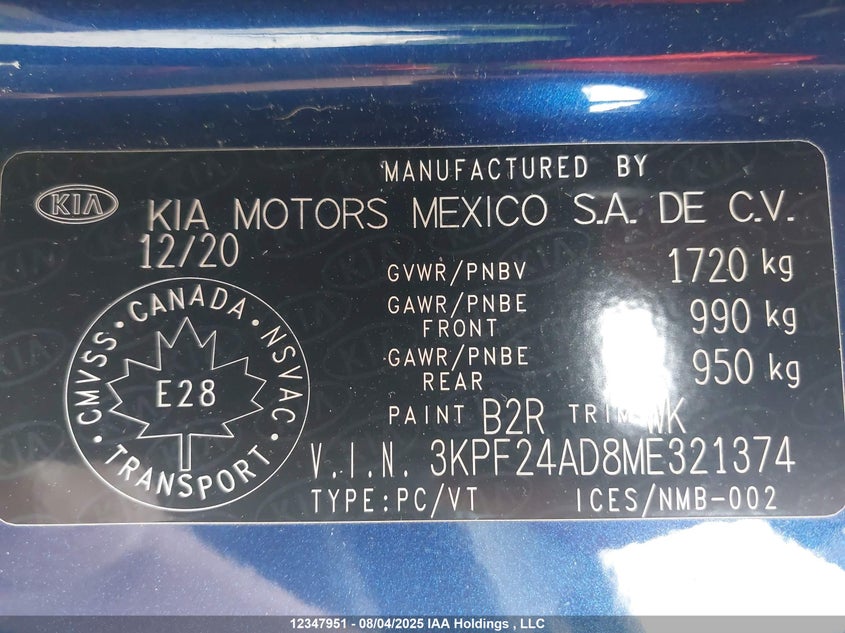 MANUFACTURED BY
KIA
KIA MOTORS MEXICO S.A. DE C.V.
12/20
GVWR/PNBV 1720 kg
GAWR/PNBE FRONT 990 kg
GAWR/PNBE REAR 950 kg
CMVSS · CANADA · NSVAC · TRANSPORT
E28
PAINT B2R TRIM WK
V.I.N. 3KPF24AD8ME321374
TYPE:PC/VT ICES/NMB-002
12347951 - 08/04/2025 IAA Holdings , LLC